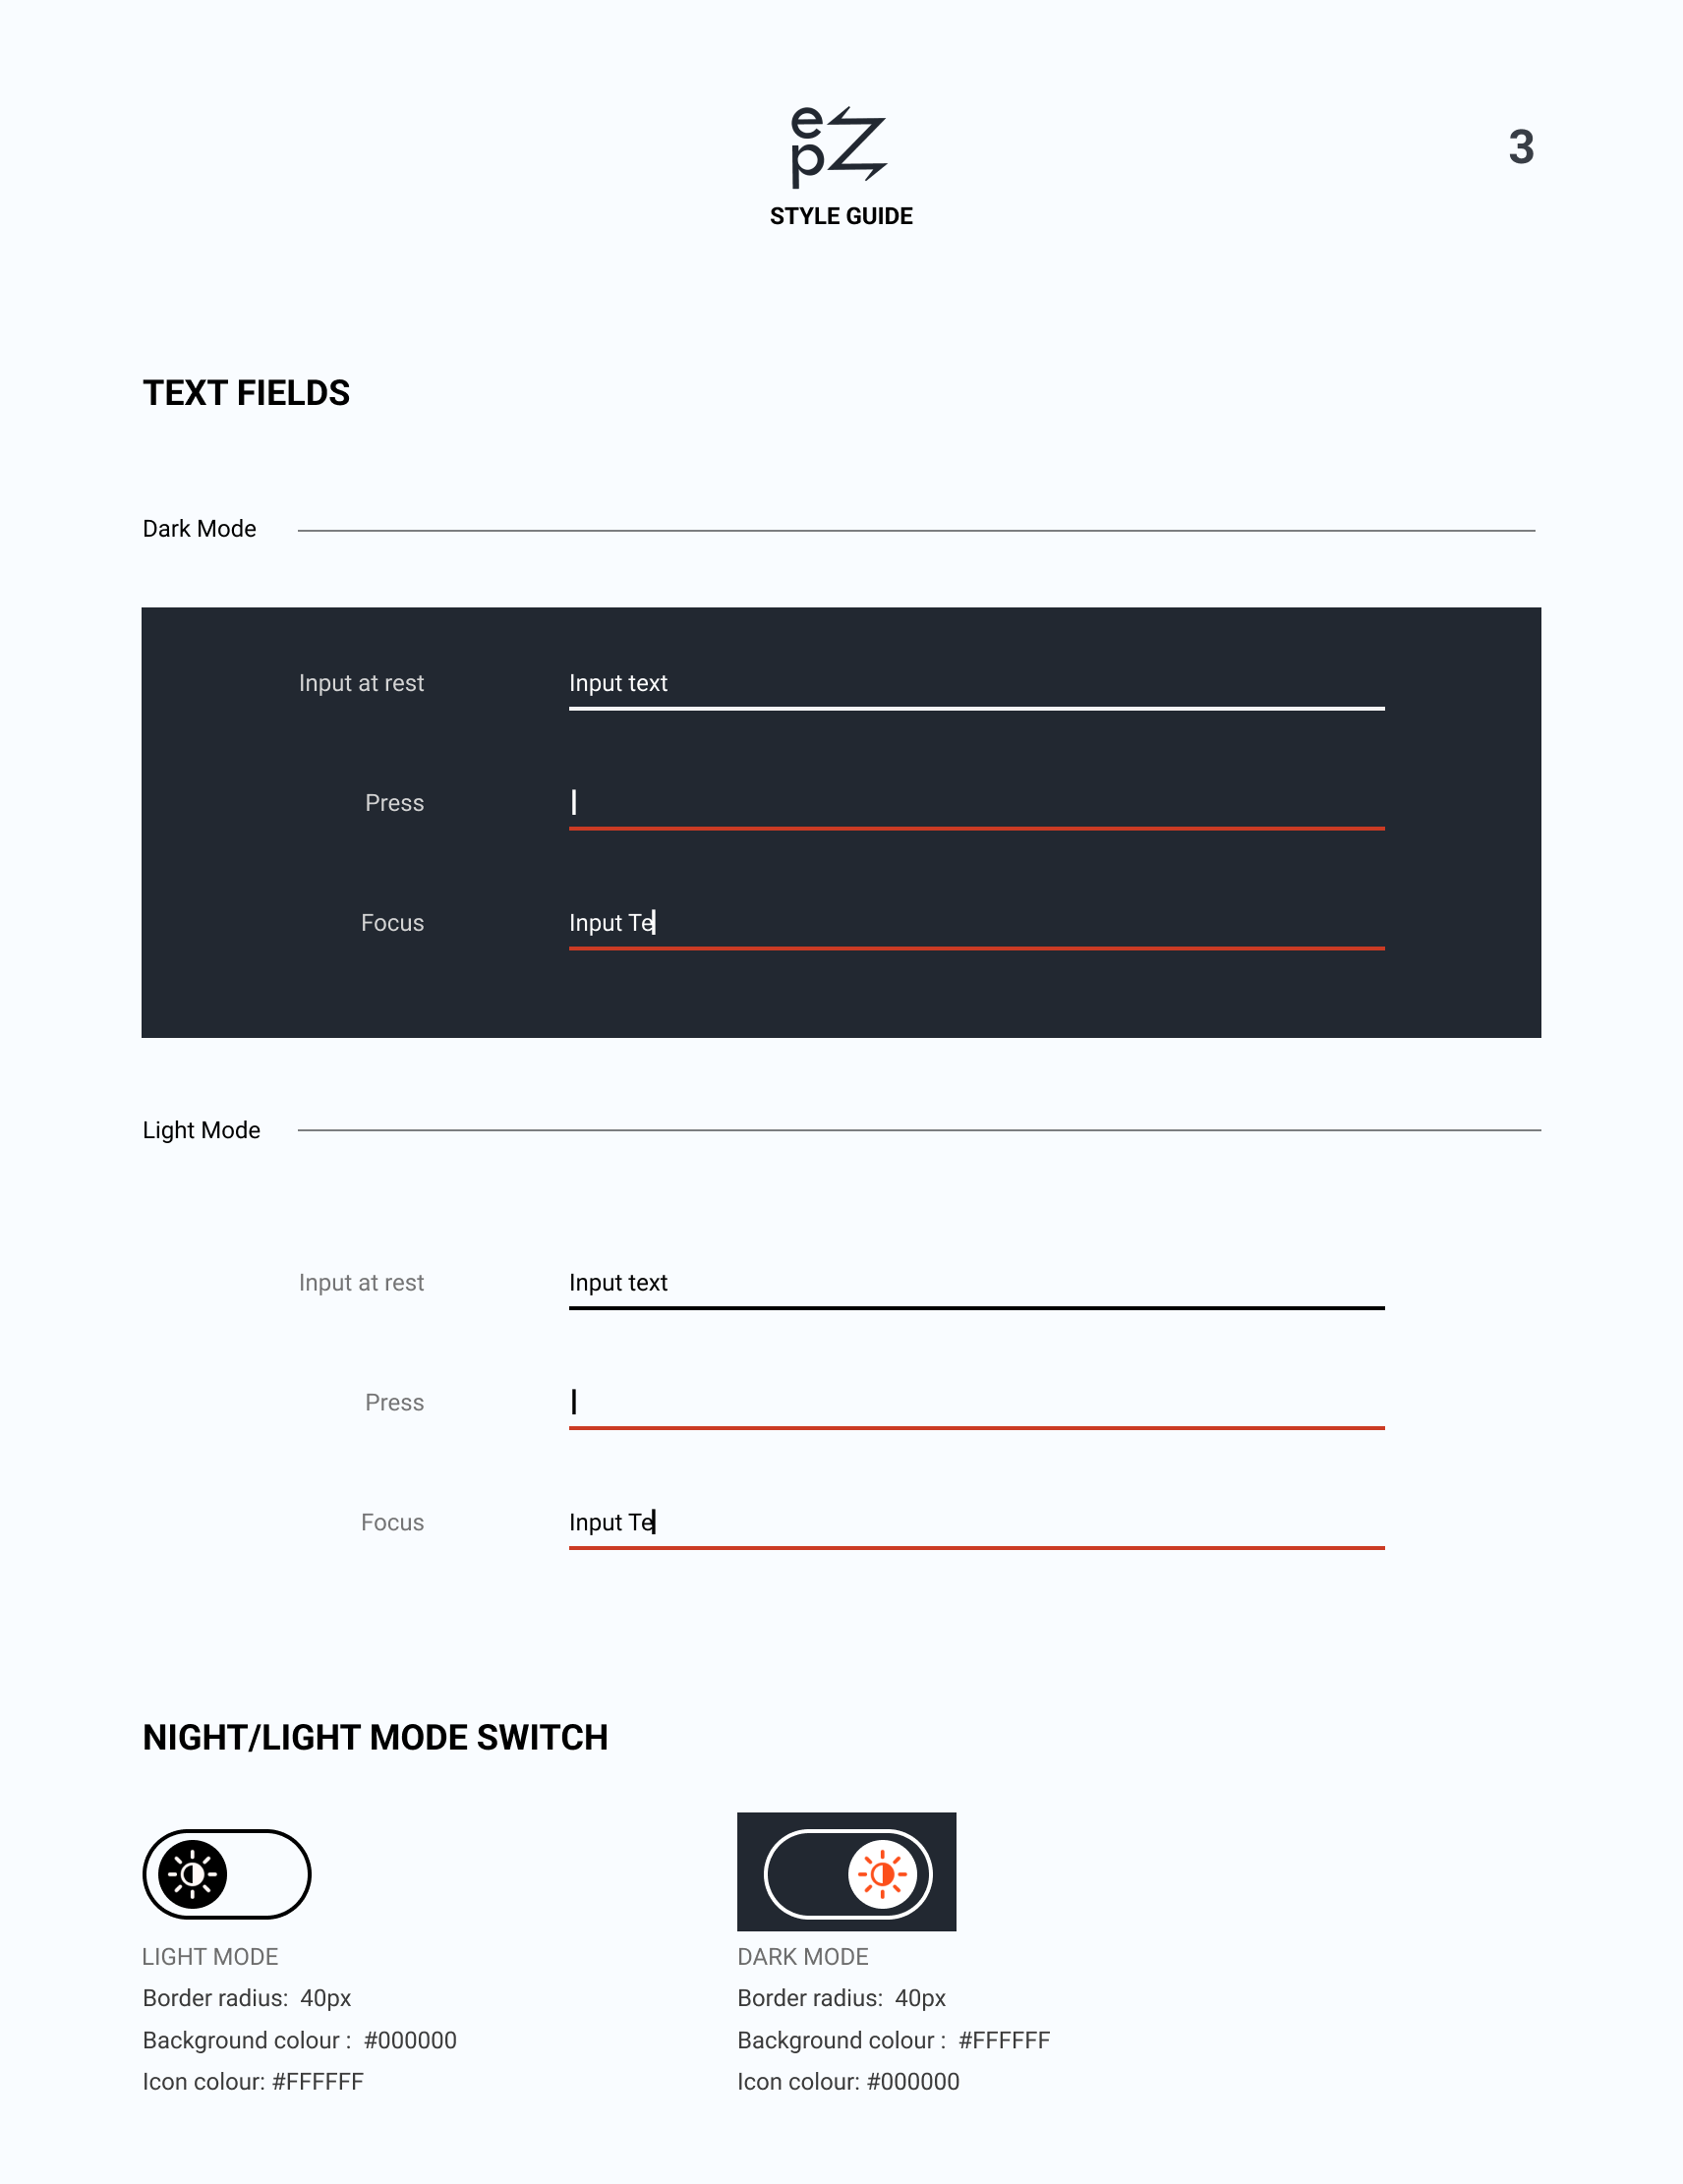 ez
p
STYLE GUIDE
3
TEXT FIELDS
Dark Mode
Input at rest Input text
Press |
Focus Input Te|
Light Mode
Input at rest Input text
Press |
Focus Input Te|
NIGHT/LIGHT MODE SWITCH
LIGHT MODE
Border radius: 40px
Background colour : #000000
Icon colour: #FFFFFF
DARK MODE
Border radius: 40px
Background colour : #FFFFFF
Icon colour: #000000